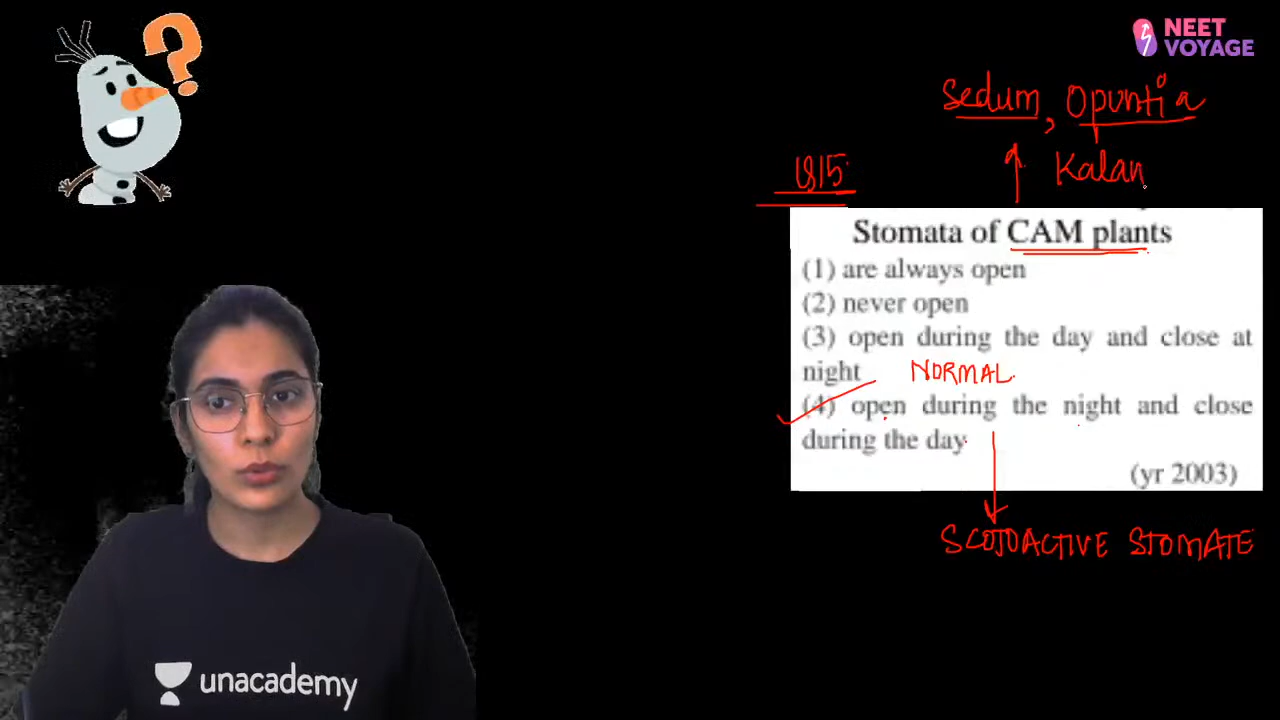 ?
NEET
VOYAGE
Sedum, Opuntia
Kalan
Stomata of CAM plants
(1) are always open
(2) never open
(3) open during the day and close at
night NORMAL
(4) open during the night and close
during the day
(yr 2003)
SCOTOACTIVE STOMATE
unacademy